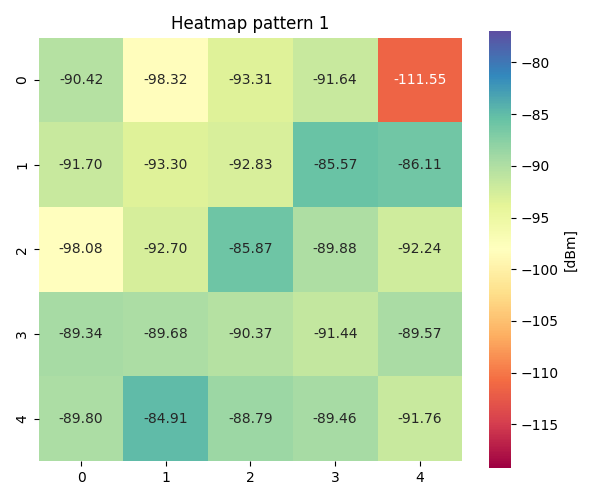 Heatmap pattern 1
0 -90.42 -98.32 -93.31 -91.64 -111.55
1 -91.70 -93.30 -92.83 -85.57 -86.11
2 -98.08 -92.70 -85.87 -89.88 -92.24
3 -89.34 -89.68 -90.37 -91.44 -89.57
4 -89.80 -84.91 -88.79 -89.46 -91.76
0 1 2 3 4
−80
−85
−90
−95
−100
−105
−110
−115
[dBm]